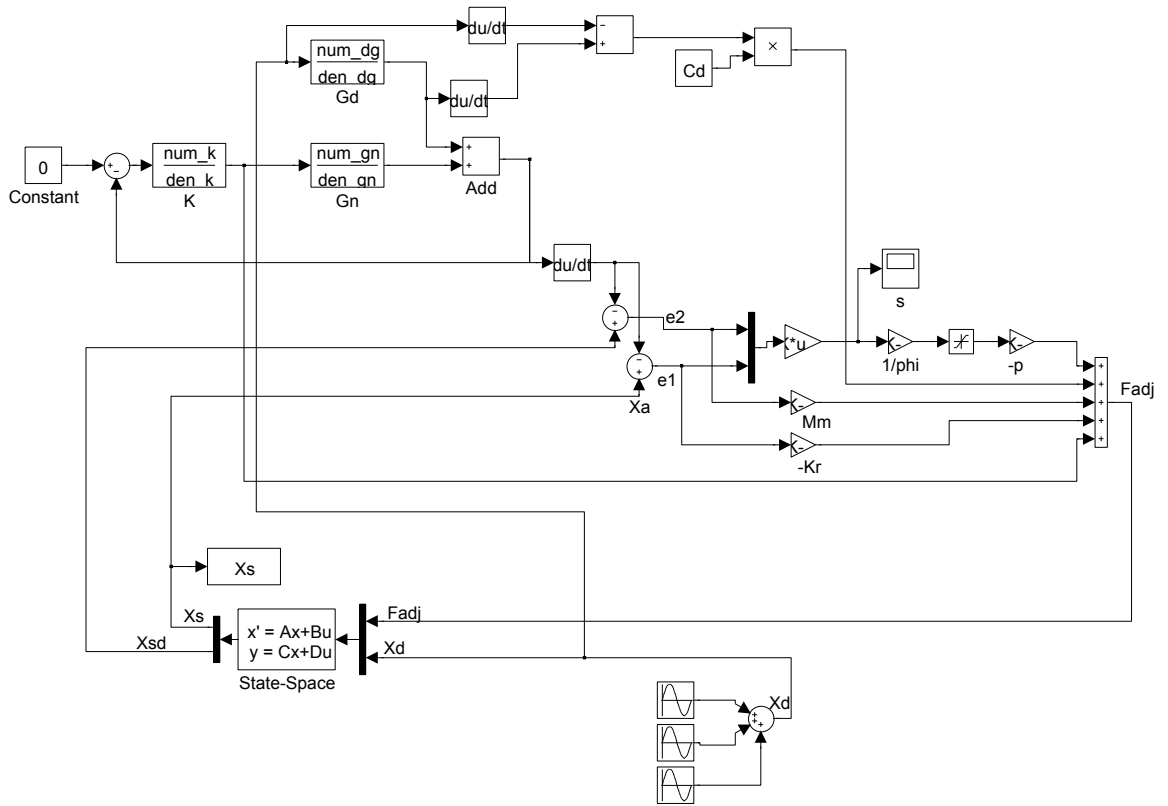 du/dt
−
+
num_dg
den_dg
Gd
du/dt
Cd
×
0
Constant
+
−
num_k
den_k
K
num_gn
den_gn
Gn
+
+
Add
du/dt
−
+
e2
−
+
e1
Xa
*u
s
1/phi
-p
Mm
-Kr
+
+
+
+
+
Fadj
Xs
Xs
Xsd
x' = Ax+Bu
y = Cx+Du
State-Space
Fadj
Xd
+
+
+
Xd